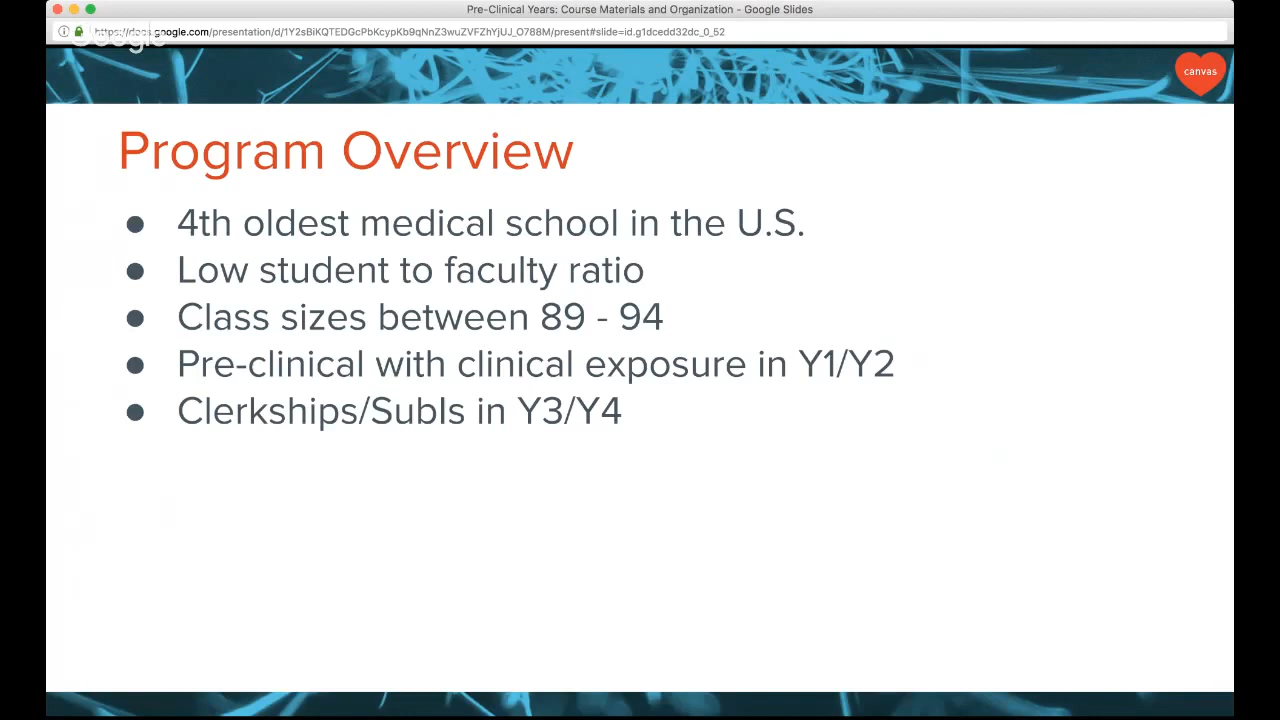 Pre-Clinical Years: Course Materials and Organization - Google Slides
https://docs.google.com/presentation/d/1Y2sBiKQTEDGcPbKcypKb9qNnZ3wuZVFZhYjUJ_O788M/present#slide=id.g1dcedd32dc_0_52
Google
canvas
Program Overview
● 4th oldest medical school in the U.S.
● Low student to faculty ratio
● Class sizes between 89 - 94
● Pre-clinical with clinical exposure in Y1/Y2
● Clerkships/SubIs in Y3/Y4